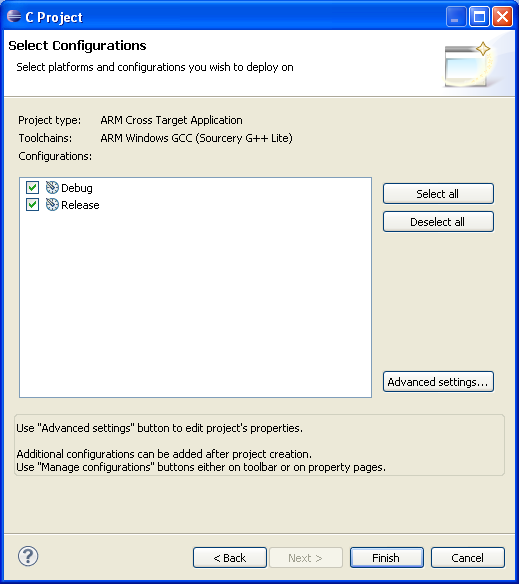 C Project
Select Configurations
Select platforms and configurations you wish to deploy on
Project type: ARM Cross Target Application
Toolchains: ARM Windows GCC (Sourcery G++ Lite)
Configurations:
Debug
Release
Select all
Deselect all
Advanced settings...
Use "Advanced settings" button to edit project's properties.
Additional configurations can be added after project creation.
Use "Manage configurations" buttons either on toolbar or on property pages.
?
< Back
Next >
Finish
Cancel